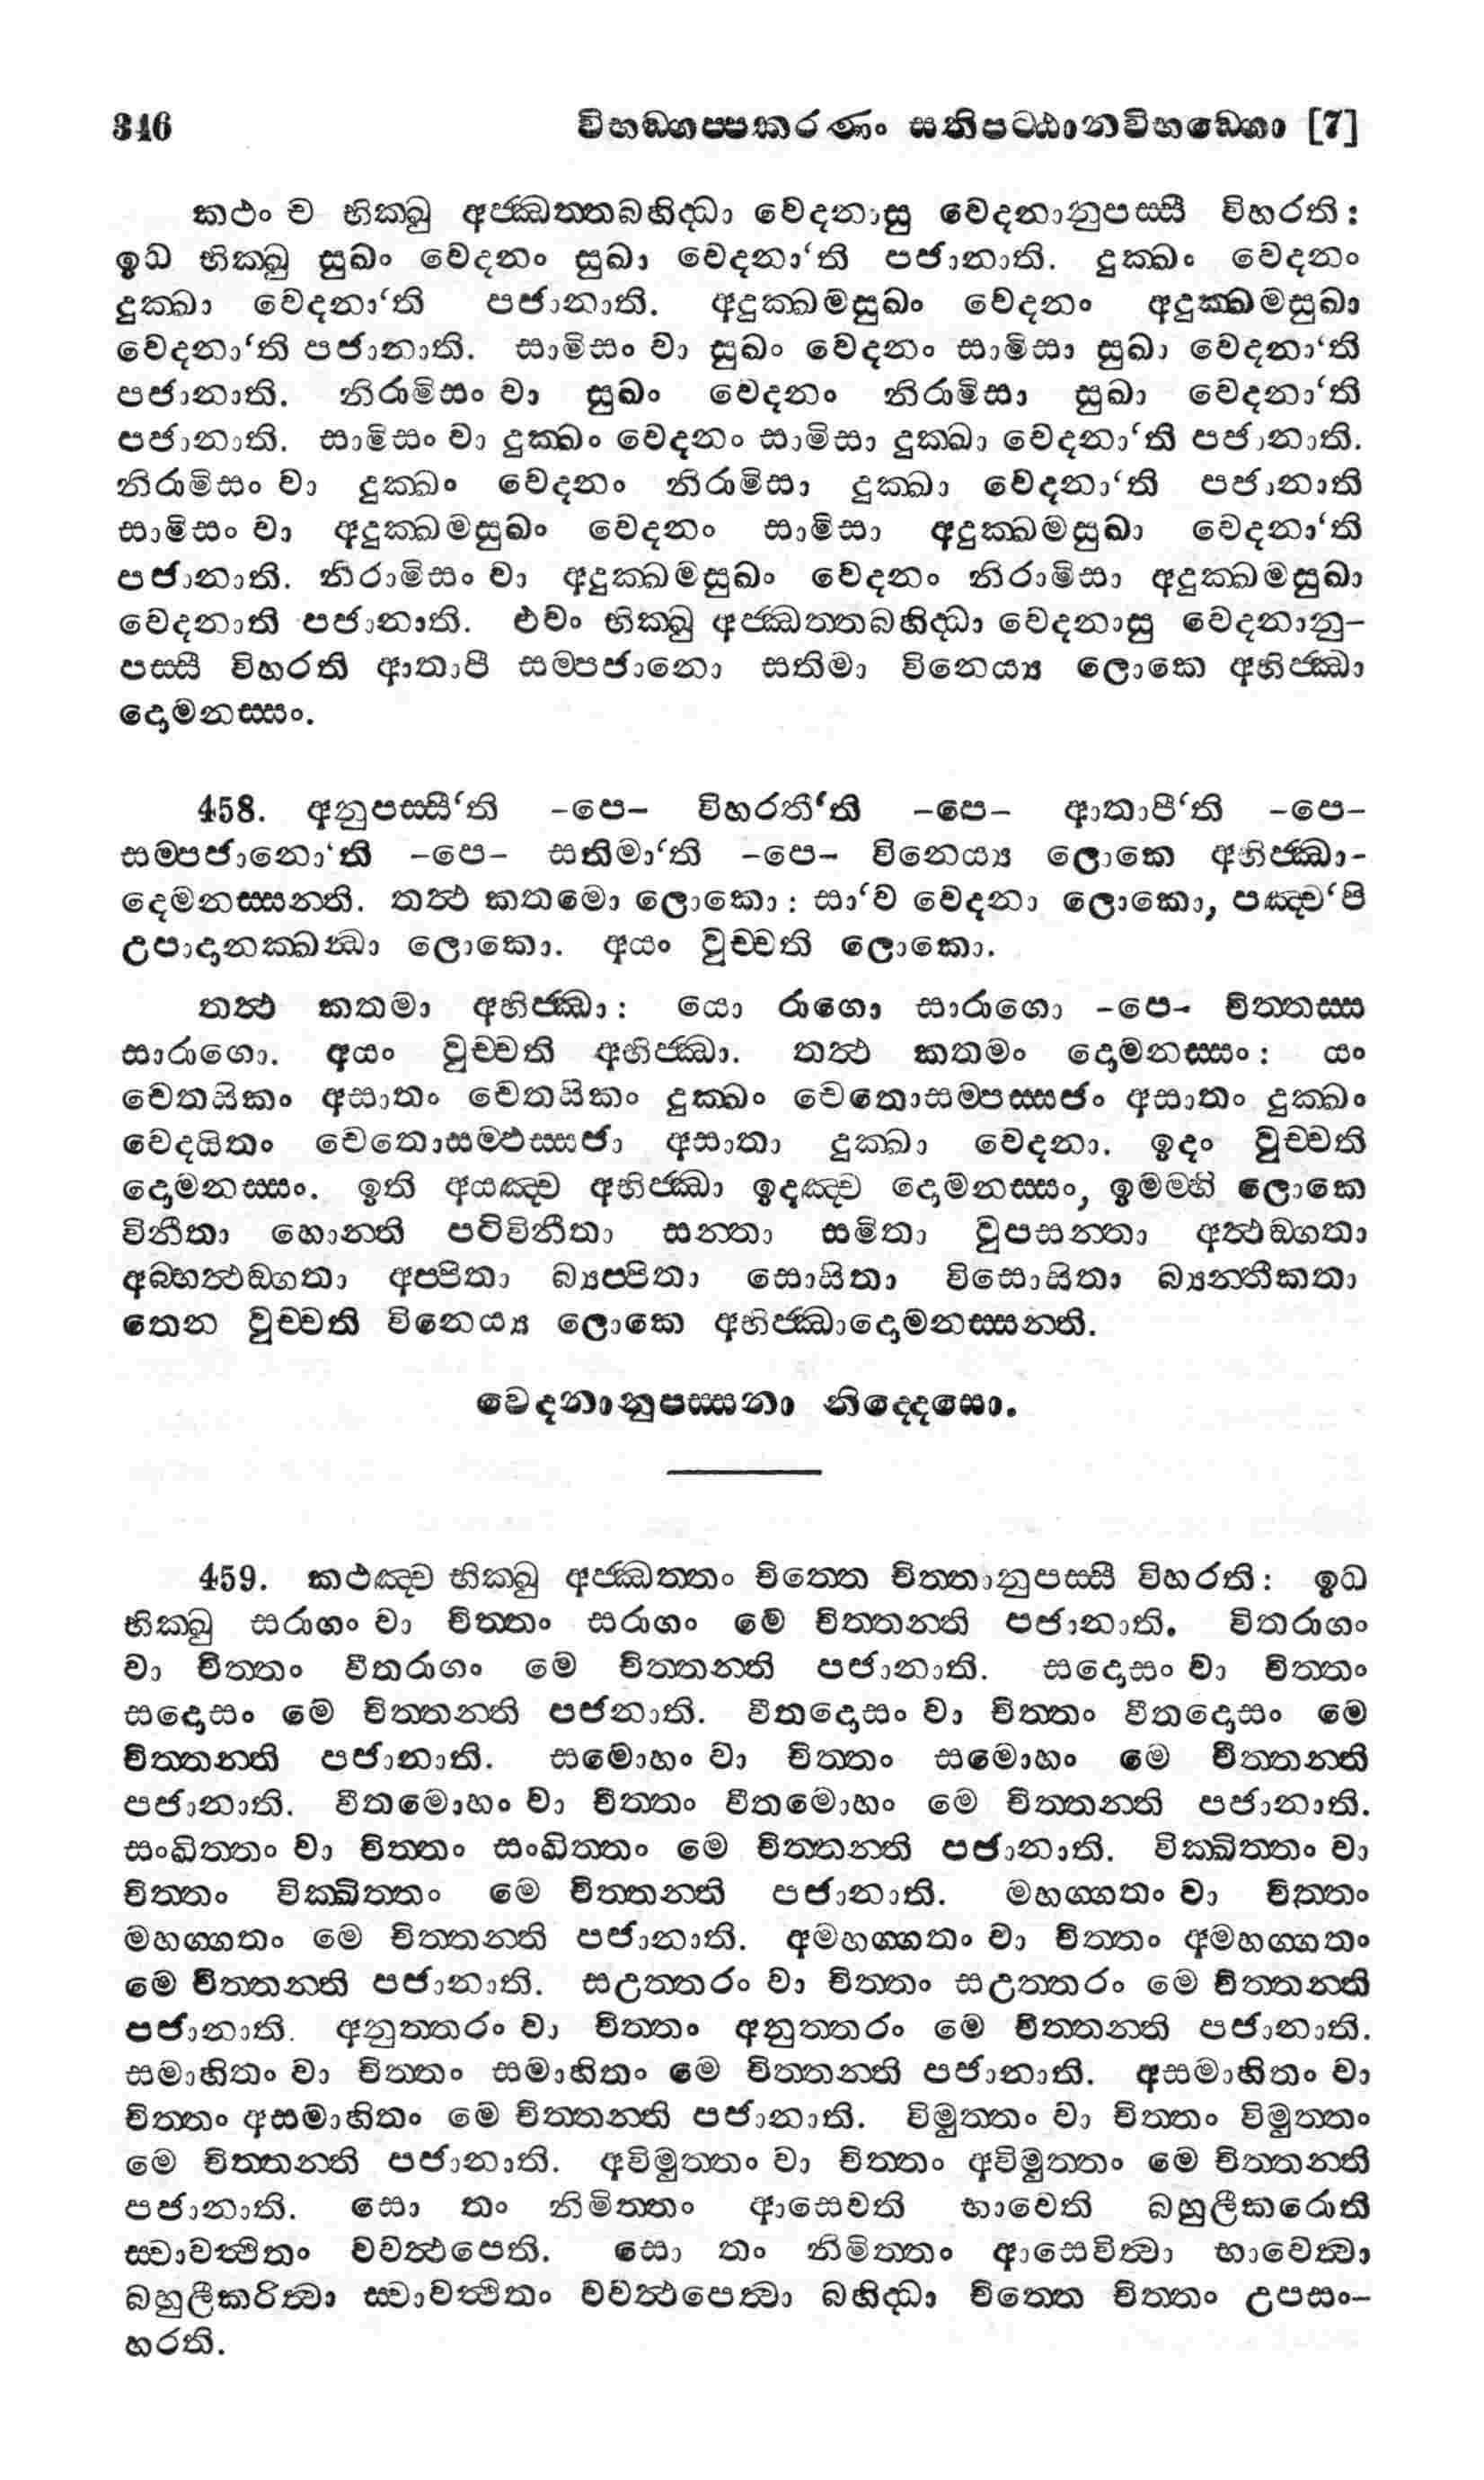 346 විභඞ්ගප්පකරණං සතිපට්ඨානවිභඞ්ගො [7]
කථං ච භික්ඛු අජ්ඣත්තබහිද්ධා වෙදනාසු වෙදනානුපස්සී විහරති :
ඉධ භික්ඛු සුඛං වෙදනං සුඛා වෙදනා‘ති පජානාති. දුක්ඛං වෙදනං
දුක්ඛා වෙදනා‘ති පජානාති. අදුක්ඛමසුඛං වෙදනං අදුක්ඛමසුඛා
වෙදනා‘ති පජානාති. සාමිසං වා සුඛං වෙදනං සාමිසා සුඛා වෙදනා‘ති
පජානාති. නිරාමිසං වා සුඛං වෙදනං නිරාමිසා සුඛා වෙදනා‘ති
පජානාති. සාමිසං වා දුක්ඛං වෙදනං සාමිසා දුක්ඛා වෙදනා‘ති පජානාති.
නිරාමිසං වා දුක්ඛං වෙදනං නිරාමිසා දුක්ඛා වෙදනා‘ති පජානාති
සාමිසං වා අදුක්ඛමසුඛං වෙදනං සාමිසා අදුක්ඛමසුඛා වෙදනා‘ති
පජානාති. නිරාමිසං වා අදුක්ඛමසුඛං වෙදනං නිරාමිසා අදුක්ඛමසුඛා
වෙදනාති පජානාති. එවං භික්ඛු අජ්ඣත්තබහිද්ධා වෙදනාසු වෙදනානු-
පස්සී විහරති ආතාපී සම්පජානො සතිමා විනෙය්‍ය ලොකෙ අභිජ්ඣා
දොමනස්සං.
458. අනුපස්සී‘ති -පෙ- විහරතී‘ති -පෙ- ආතාපී‘ති -පෙ-
සම්පජානො‘ති -පෙ- සතිමා‘ති -පෙ- විනෙය්‍ය ලොකෙ අභිජ්ඣා-
දෙමනස්සන්ති. තත්‍ථ කතමො ලොකො : සා‘ව වෙදනා ලොකො, පඤ්ච‘පි
උපාදානක්ඛන්‍ධා ලොකො. අයං වුච්චති ලොකො.
තත්‍ථ කතමා අභිජ්ඣා : යො රාගො සාරාගො -පෙ- චිත්තස්ස
සාරාගො. අයං වුච්චති අභිජ්ඣා. තත්‍ථ කතමං දොමනස්සං : යං
චෙතයිකං අසාතං චෙතයිකං දුක්ඛං චෙතොසම්පස්සජං අසාතං දුක්ඛං
වෙදයිතං චෙතොසම්ඵස්සජා අසාතා දුක්ඛා වෙදනා. ඉදං වුච්චති
දොමනස්සං. ඉති අයඤ්ච අභිජ්ඣා ඉදඤ්ච දොමනස්සං, ඉමම්හි ලොකෙ
විනීතා හොන්ති පටිවිනීතා සන්තා සමිතා වූපසන්තා අත්‍ථඞ්ගතා
අබ්භත්‍ථඞ්ගතා අප්පිතා බ්‍යප්පිතා සොසිතා විසොසිතා බ්‍යන්තීකතා
තෙන වුච්චති විනෙය්‍ය ලොකෙ අභිජ්ඣාදොමනස්සන්ති.
වෙදනානුපස්සනා නිද්දෙසො.
459. කථඤ්ච භික්ඛු අජ්ඣත්තං චිත්තෙ චිත්තානුපස්සී විහරති : ඉධ
භික්ඛු සරාගං වා චිත්තං සරාගං මේ චිත්තන්ති පජානාති. විතරාගං
වා චිත්තං වීතරාගං මෙ චිත්තන්ති පජානාති. සදොසං වා චිත්තං
සදොසං මේ චිත්තන්ති පජනාති. වීතදොසං වා චිත්තං වීතදොසං මෙ
චිත්තන්ති පජානාති. සමොහං වා චිත්තං සමොහං මෙ චිත්තන්ති
පජානාති. වීතමොහං වා චිත්තං වීතමොහං මෙ චිත්තන්ති පජානාති.
සංඛිත්තං වා චිත්තං සංඛිත්තං මෙ චිත්තන්ති පජානාති. වික්ඛිත්තං වා
චිත්තං වික්ඛිත්තං මෙ චිත්තන්ති පජානාති. මහග්ගතං වා චිත්තං
මහග්ගතං මෙ චිත්තන්ති පජානාති. අමහග්ගතං වා චිත්තං අමහග්ගතං
මෙ චිත්තන්ති පජානාති. සඋත්තරං වා චිත්තං සඋත්තරං මෙ චිත්තන්ති
පජානාති. අනුත්තරං වා චිත්තං අනුත්තරං මෙ චිත්තන්ති පජානාති.
සමාහිතං වා චිත්තං සමාහිතං මෙ චිත්තන්ති පජානාති. අසමාහිතං වා
චිත්තං අසමාහිතං මෙ චිත්තන්ති පජානාති. විමුත්තං වා චිත්තං විමුත්තං
මෙ චිත්තන්ති පජානාති. අවිමුත්තං වා චිත්තං අවිමුත්තං මෙ චිත්තන්ති
පජානාති. සො තං නිමිත්තං ආසෙවති භාවෙති බහුලීකරොති
ස්වාවත්‍ථිතං වවත්‍ථපෙති. සො තං නිමිත්තං ආසෙවිත්‍වා භාවෙත්‍වා
බහුලීකරිත්‍වා ස්වාවත්‍ථිතං වවත්‍ථපෙත්‍වා බහිද්ධා චිත්තෙ චිත්තං උපසං-
හරති.